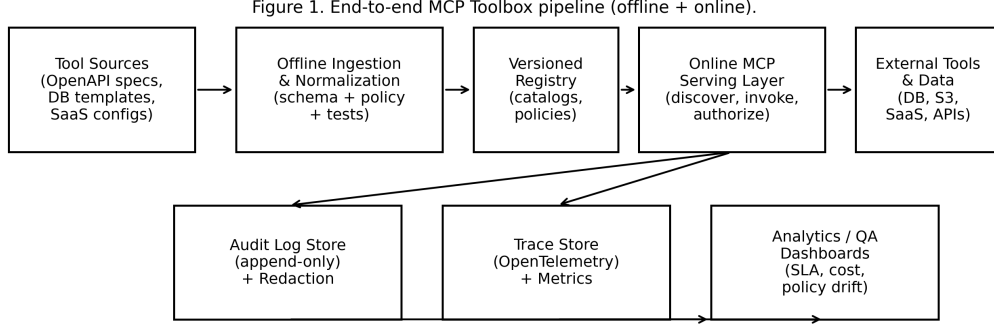 Figure 1. End-to-end MCP Toolbox pipeline (offline + online).
Tool Sources
(OpenAPI specs,
DB templates,
SaaS configs)
Offline Ingestion
& Normalization
(schema + policy
+ tests)
Versioned
Registry
(catalogs,
policies)
Online MCP
Serving Layer
(discover, invoke,
authorize)
External Tools
& Data
(DB, S3,
SaaS, APIs)
Audit Log Store
(append-only)
+ Redaction
Trace Store
(OpenTelemetry)
+ Metrics
Analytics / QA
Dashboards
(SLA, cost,
policy drift)